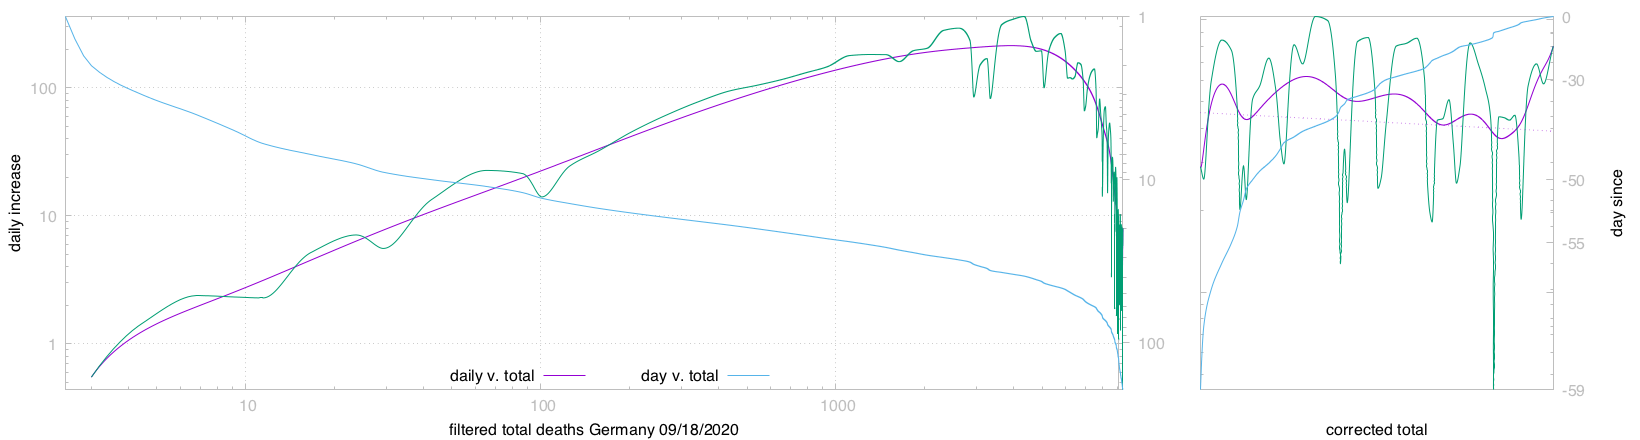 daily increase
100
10
1
10
100
1000
1
10
100
daily v. total
day v. total
filtered total deaths Germany 09/18/2020
0
-30
-50
-55
-59
day since
corrected total